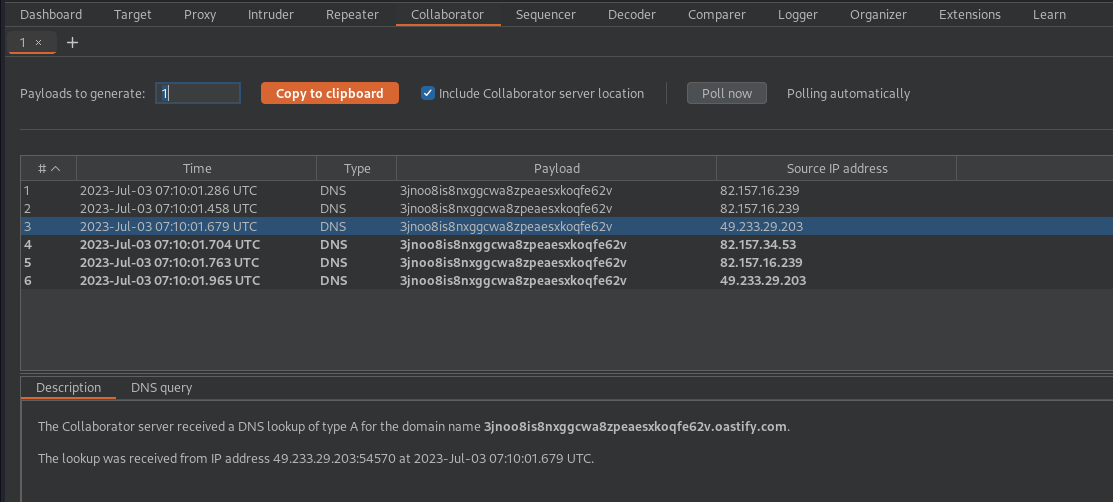 Dashboard Target Proxy Intruder Repeater Collaborator Sequencer Decoder Comparer Logger Organizer Extensions Learn
1 × +
Payloads to generate: 1 Copy to clipboard Include Collaborator server location Poll now Polling automatically
# Time Type Payload Source IP address
1 2023-Jul-03 07:10:01.286 UTC DNS 3jnoo8is8nxggcwa8zpeaesxkoqfe62v 82.157.16.239
2 2023-Jul-03 07:10:01.458 UTC DNS 3jnoo8is8nxggcwa8zpeaesxkoqfe62v 82.157.16.239
3 2023-Jul-03 07:10:01.679 UTC DNS 3jnoo8is8nxggcwa8zpeaesxkoqfe62v 49.233.29.203
4 2023-Jul-03 07:10:01.704 UTC DNS 3jnoo8is8nxggcwa8zpeaesxkoqfe62v 82.157.34.53
5 2023-Jul-03 07:10:01.763 UTC DNS 3jnoo8is8nxggcwa8zpeaesxkoqfe62v 82.157.16.239
6 2023-Jul-03 07:10:01.965 UTC DNS 3jnoo8is8nxggcwa8zpeaesxkoqfe62v 49.233.29.203
Description DNS query
The Collaborator server received a DNS lookup of type A for the domain name 3jnoo8is8nxggcwa8zpeaesxkoqfe62v.oastify.com.
The lookup was received from IP address 49.233.29.203:54570 at 2023-Jul-03 07:10:01.679 UTC.